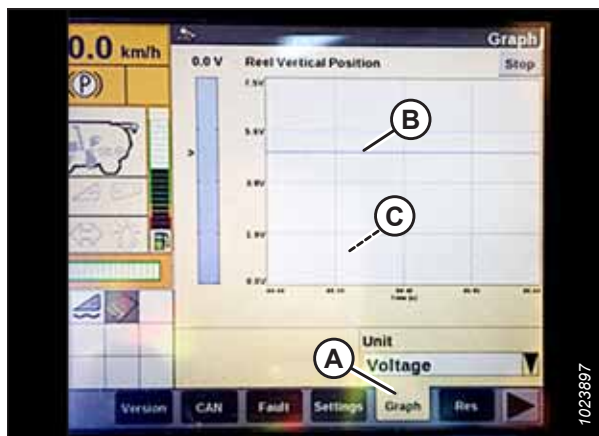 0.0 km/h
Graph
0.0 V
Reel Vertical Position
Stop
(P)
7.5V
5.6V
B
>
3.8V
C
1.9V
0.0V
Time (s)
Unit
A
Voltage
Version
CAN
Fault
Settings
Graph
Res
1023897